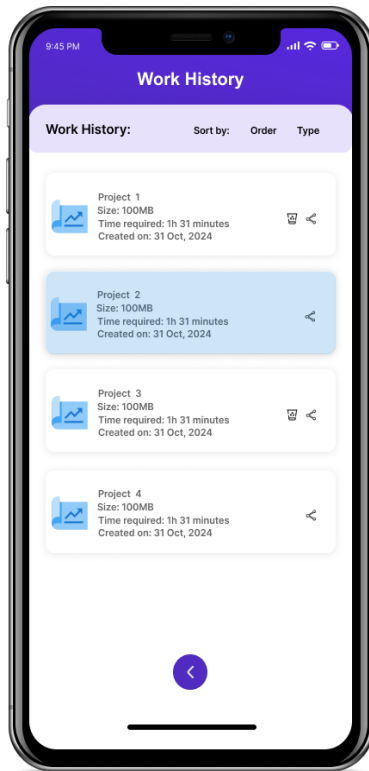 9:45 PM
Work History
Work History: Sort by: Order Type
Project 1
Size: 100MB
Time required: 1h 31 minutes
Created on: 31 Oct, 2024
Project 2
Size: 100MB
Time required: 1h 31 minutes
Created on: 31 Oct, 2024
Project 3
Size: 100MB
Time required: 1h 31 minutes
Created on: 31 Oct, 2024
Project 4
Size: 100MB
Time required: 1h 31 minutes
Created on: 31 Oct, 2024